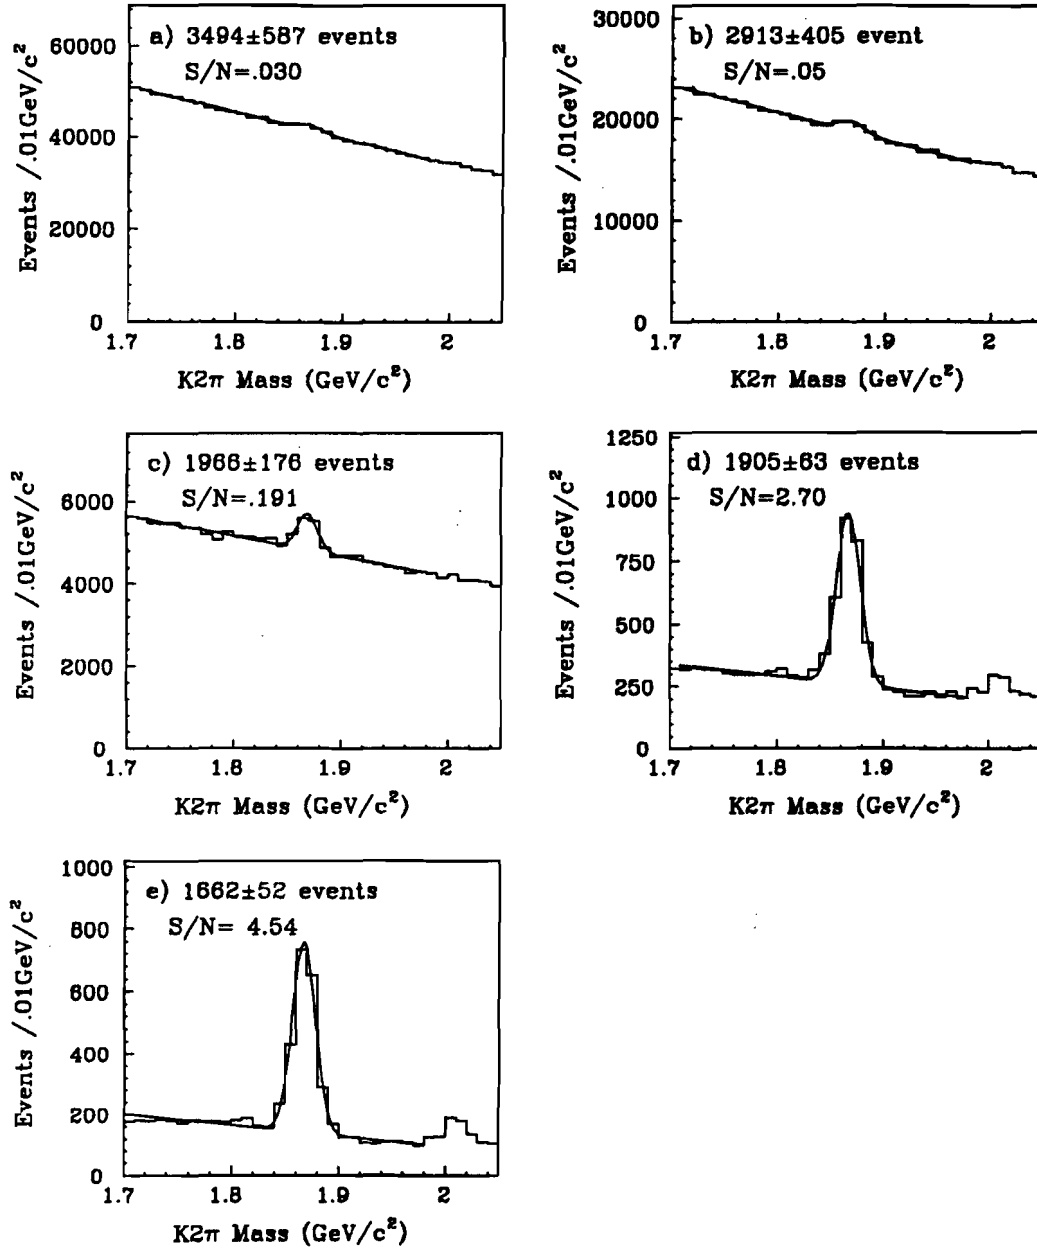 a) 3494±587 events
S/N=.030
Events /.01GeV/c²
60000
40000
20000
0
1.7 1.8 1.9 2
K2π Mass (GeV/c²)
b) 2913±405 event
S/N=.05
Events /.01GeV/c²
30000
20000
10000
0
1.7 1.8 1.9 2
K2π Mass (GeV/c²)
c) 1966±176 events
S/N=.191
Events /.01GeV/c²
6000
4000
2000
0
1.7 1.8 1.9 2
K2π Mass (GeV/c²)
d) 1905±63 events
S/N=2.70
Events /.01GeV/c²
1250
1000
750
500
250
0
1.7 1.8 1.9 2
K2π Mass (GeV/c²)
e) 1662±52 events
S/N= 4.54
Events /.01GeV/c²
1000
800
600
400
200
0
1.7 1.8 1.9 2
K2π Mass (GeV/c²)